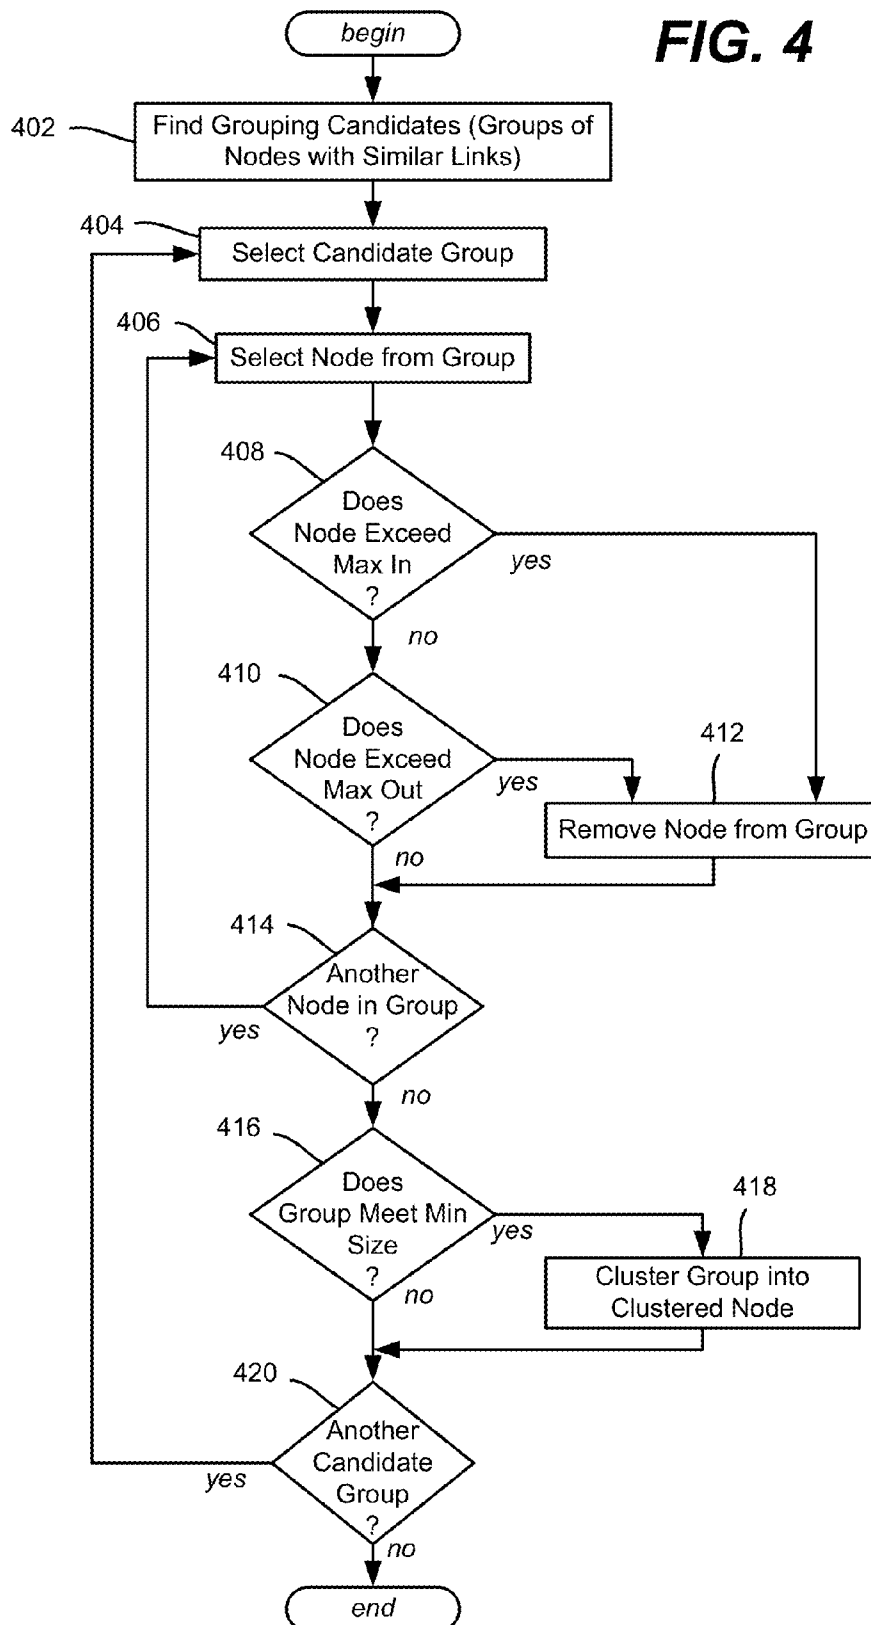 begin
FIG. 4
402
Find Grouping Candidates (Groups of
Nodes with Similar Links)
404
Select Candidate Group
406
Select Node from Group
408
Does
Node Exceed
Max In
?
yes
no
410
Does
Node Exceed
Max Out
?
yes
no
412
Remove Node from Group
414
Another
Node in Group
?
yes
no
416
Does
Group Meet Min
Size
?
yes
no
418
Cluster Group into
Clustered Node
420
Another
Candidate
Group
?
yes
no
end